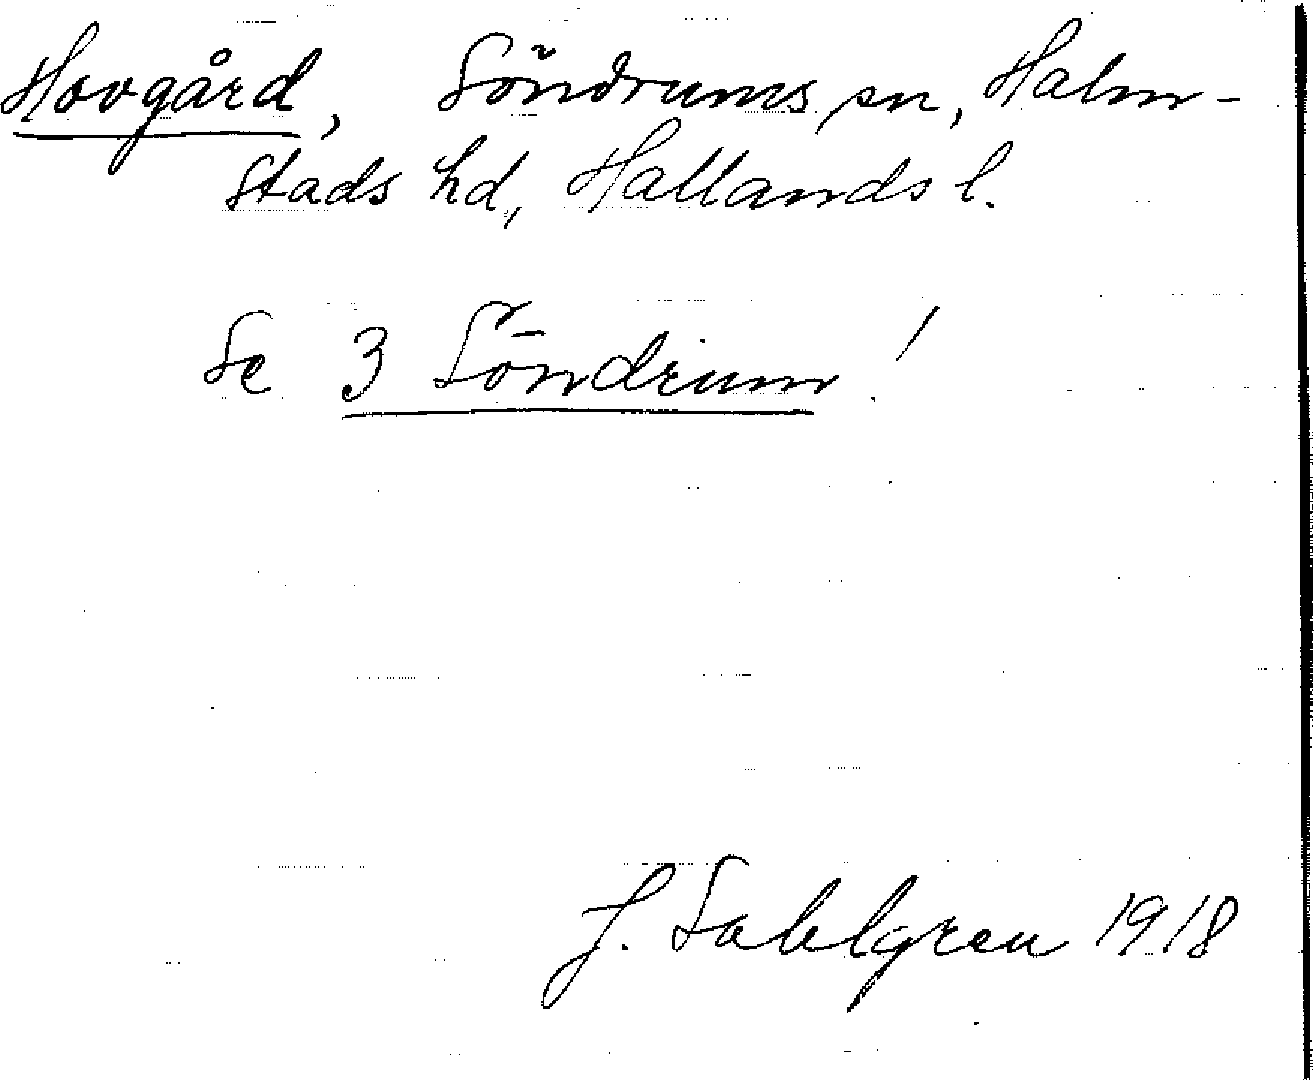 Hovgård, Söndrums sn, Halm-
stads hd, Hallands l.
Se 3 Söndrum!
J. Sahlgren 1918